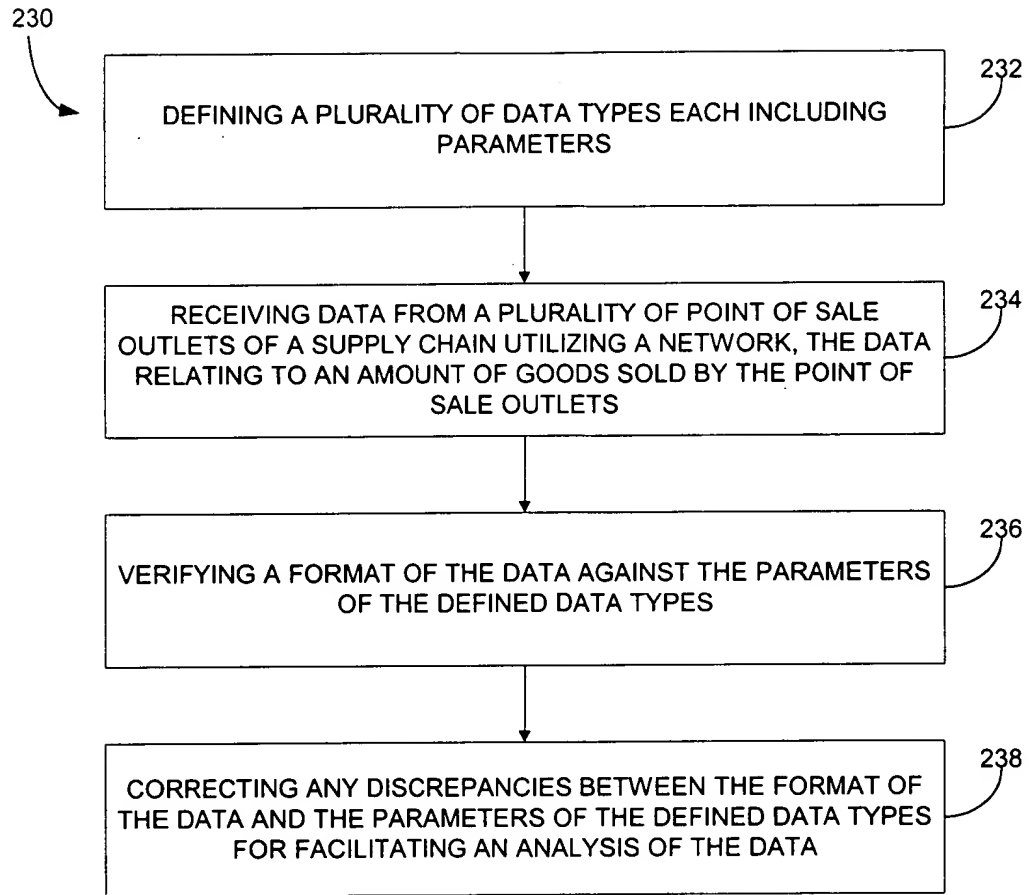 230
232
DEFINING A PLURALITY OF DATA TYPES EACH INCLUDING
PARAMETERS
234
RECEIVING DATA FROM A PLURALITY OF POINT OF SALE
OUTLETS OF A SUPPLY CHAIN UTILIZING A NETWORK, THE DATA
RELATING TO AN AMOUNT OF GOODS SOLD BY THE POINT OF
SALE OUTLETS
236
VERIFYING A FORMAT OF THE DATA AGAINST THE PARAMETERS
OF THE DEFINED DATA TYPES
238
CORRECTING ANY DISCREPANCIES BETWEEN THE FORMAT OF
THE DATA AND THE PARAMETERS OF THE DEFINED DATA TYPES
FOR FACILITATING AN ANALYSIS OF THE DATA